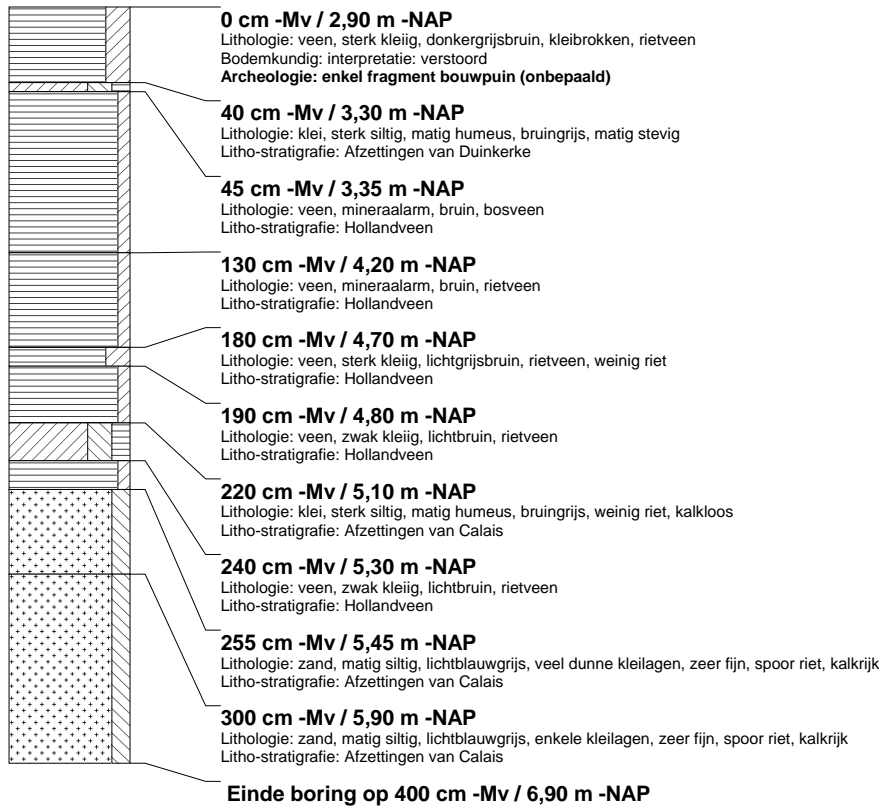 0 cm -Mv / 2,90 m -NAP
Lithologie: veen, sterk kleiig, donkergrijsbruin, kleibrokken, rietveen
Bodemkundig: interpretatie: verstoord
Archeologie: enkel fragment bouwpuin (onbepaald)
40 cm -Mv / 3,30 m -NAP
Lithologie: klei, sterk siltig, matig humeus, bruingrijs, matig stevig
Litho-stratigrafie: Afzettingen van Duinkerke
45 cm -Mv / 3,35 m -NAP
Lithologie: veen, mineraalarm, bruin, bosveen
Litho-stratigrafie: Hollandveen
130 cm -Mv / 4,20 m -NAP
Lithologie: veen, mineraalarm, bruin, rietveen
Litho-stratigrafie: Hollandveen
180 cm -Mv / 4,70 m -NAP
Lithologie: veen, sterk kleiig, lichtgrijsbruin, rietveen, weinig riet
Litho-stratigrafie: Hollandveen
190 cm -Mv / 4,80 m -NAP
Lithologie: veen, zwak kleiig, lichtbruin, rietveen
Litho-stratigrafie: Hollandveen
220 cm -Mv / 5,10 m -NAP
Lithologie: klei, sterk siltig, matig humeus, bruingrijs, weinig riet, kalkloos
Litho-stratigrafie: Afzettingen van Calais
240 cm -Mv / 5,30 m -NAP
Lithologie: veen, zwak kleiig, lichtbruin, rietveen
Litho-stratigrafie: Hollandveen
255 cm -Mv / 5,45 m -NAP
Lithologie: zand, matig siltig, lichtblauwgrijs, veel dunne kleilagen, zeer fijn, spoor riet, kalkrijk
Litho-stratigrafie: Afzettingen van Calais
300 cm -Mv / 5,90 m -NAP
Lithologie: zand, matig siltig, lichtblauwgrijs, enkele kleilagen, zeer fijn, spoor riet, kalkrijk
Litho-stratigrafie: Afzettingen van Calais
Einde boring op 400 cm -Mv / 6,90 m -NAP